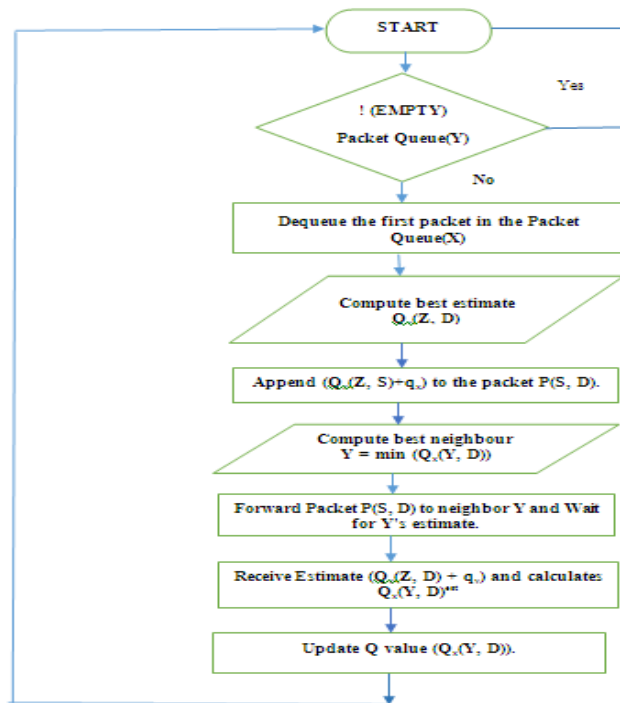 START
Yes
! (EMPTY)
Packet Queue(Y)
No
Dequeue the first packet in the Packet
Queue(X)
Compute best estimate
Qₓ(Z, D)
Append (Qₓ(Z, S)+qₓ) to the packet P(S, D).
Compute best neighbour
Y = min (Qₓ(Y, D))
Forward Packet P(S, D) to neighbor Y and Wait
for Y's estimate.
Receive Estimate (Q(Z, D) + q) and calculates
Qₓ(Y, D)
Update Q value (Qₓ(Y, D)).